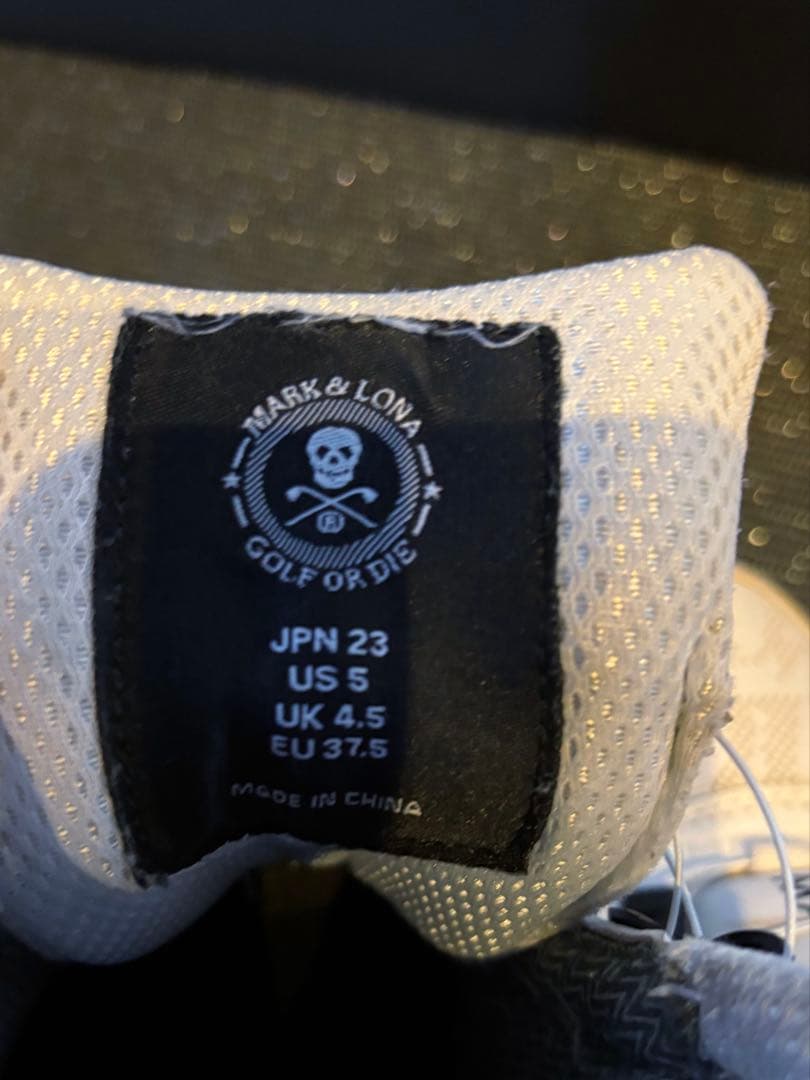 MARK & LONA
®
GOLF OR DIE
JPN 23
US 5
UK 4.5
EU 37.5
MADE IN CHINA